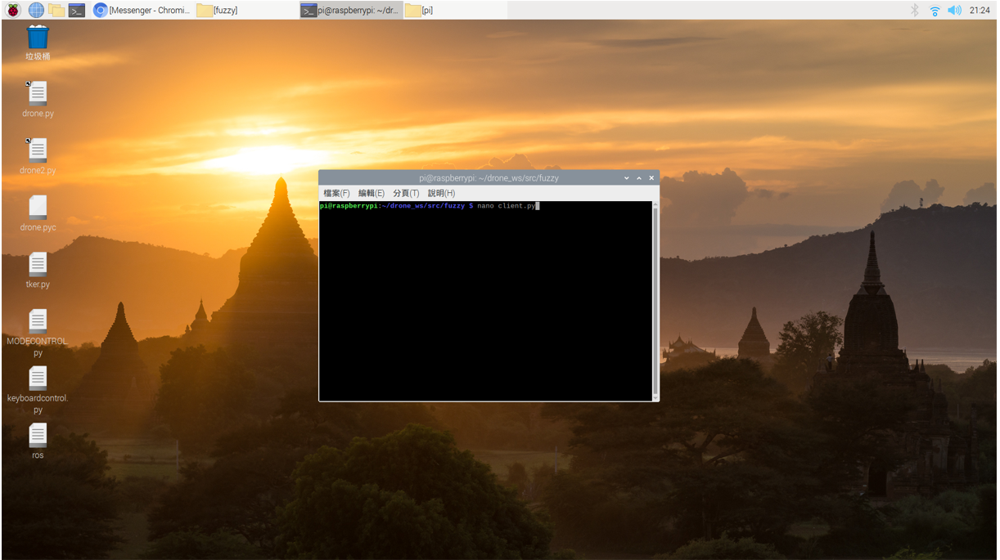 [Messenger - Chromi... [fuzzy] pi@raspberrypi: ~/dr... [pi] 21:24
垃圾桶
drone.py
drone2.py
drone.pyc
tker.py
MODECONTROL.
py
keyboardcontrol.
py
ros
pi@raspberrypi: ~/drone_ws/src/fuzzy
檔案(F) 編輯(E) 分頁(T) 說明(H)
pi@raspberrypi:~/drone_ws/src/fuzzy $ nano client.py